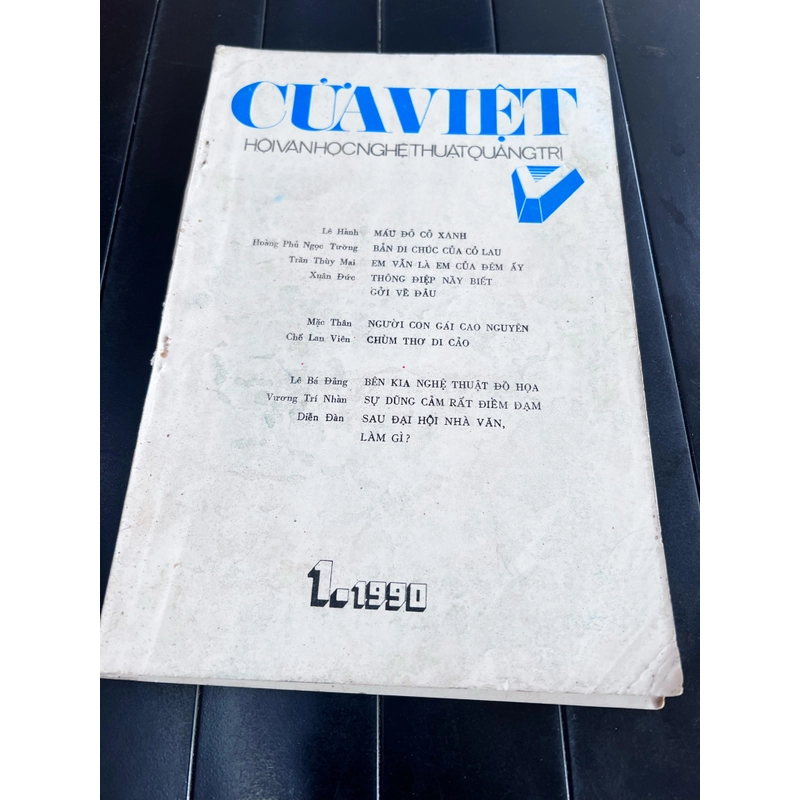 CỬA VIỆT
HỘI VĂN HỌC NGHỆ THUẬT QUẢNG TRỊ
Lê Hành MÁU ĐỎ CỎ XANH
Hoàng Phủ Ngọc Tường BẢN DI CHÚC CỦA CỎ LAU
Trần Thùy Mai EM VẪN LÀ EM CỦA ĐÊM ẤY
Xuân Đức THÔNG ĐIỆP NÀY BIẾT
GỞI VỀ ĐÂU
Mặc Thân NGƯỜI CON GÁI CAO NGUYÊN
Chế Lan Viên CHÙM THƠ DI CẢO
Lê Bá Đảng BÊN KIA NGHỆ THUẬT ĐỒ HỌA
Vương Trí Nhàn SỰ DŨNG CẢM RẤT ĐIỀM ĐẠM
Diễn Đàn SAU ĐẠI HỘI NHÀ VĂN,
LÀM GÌ?
1.1990